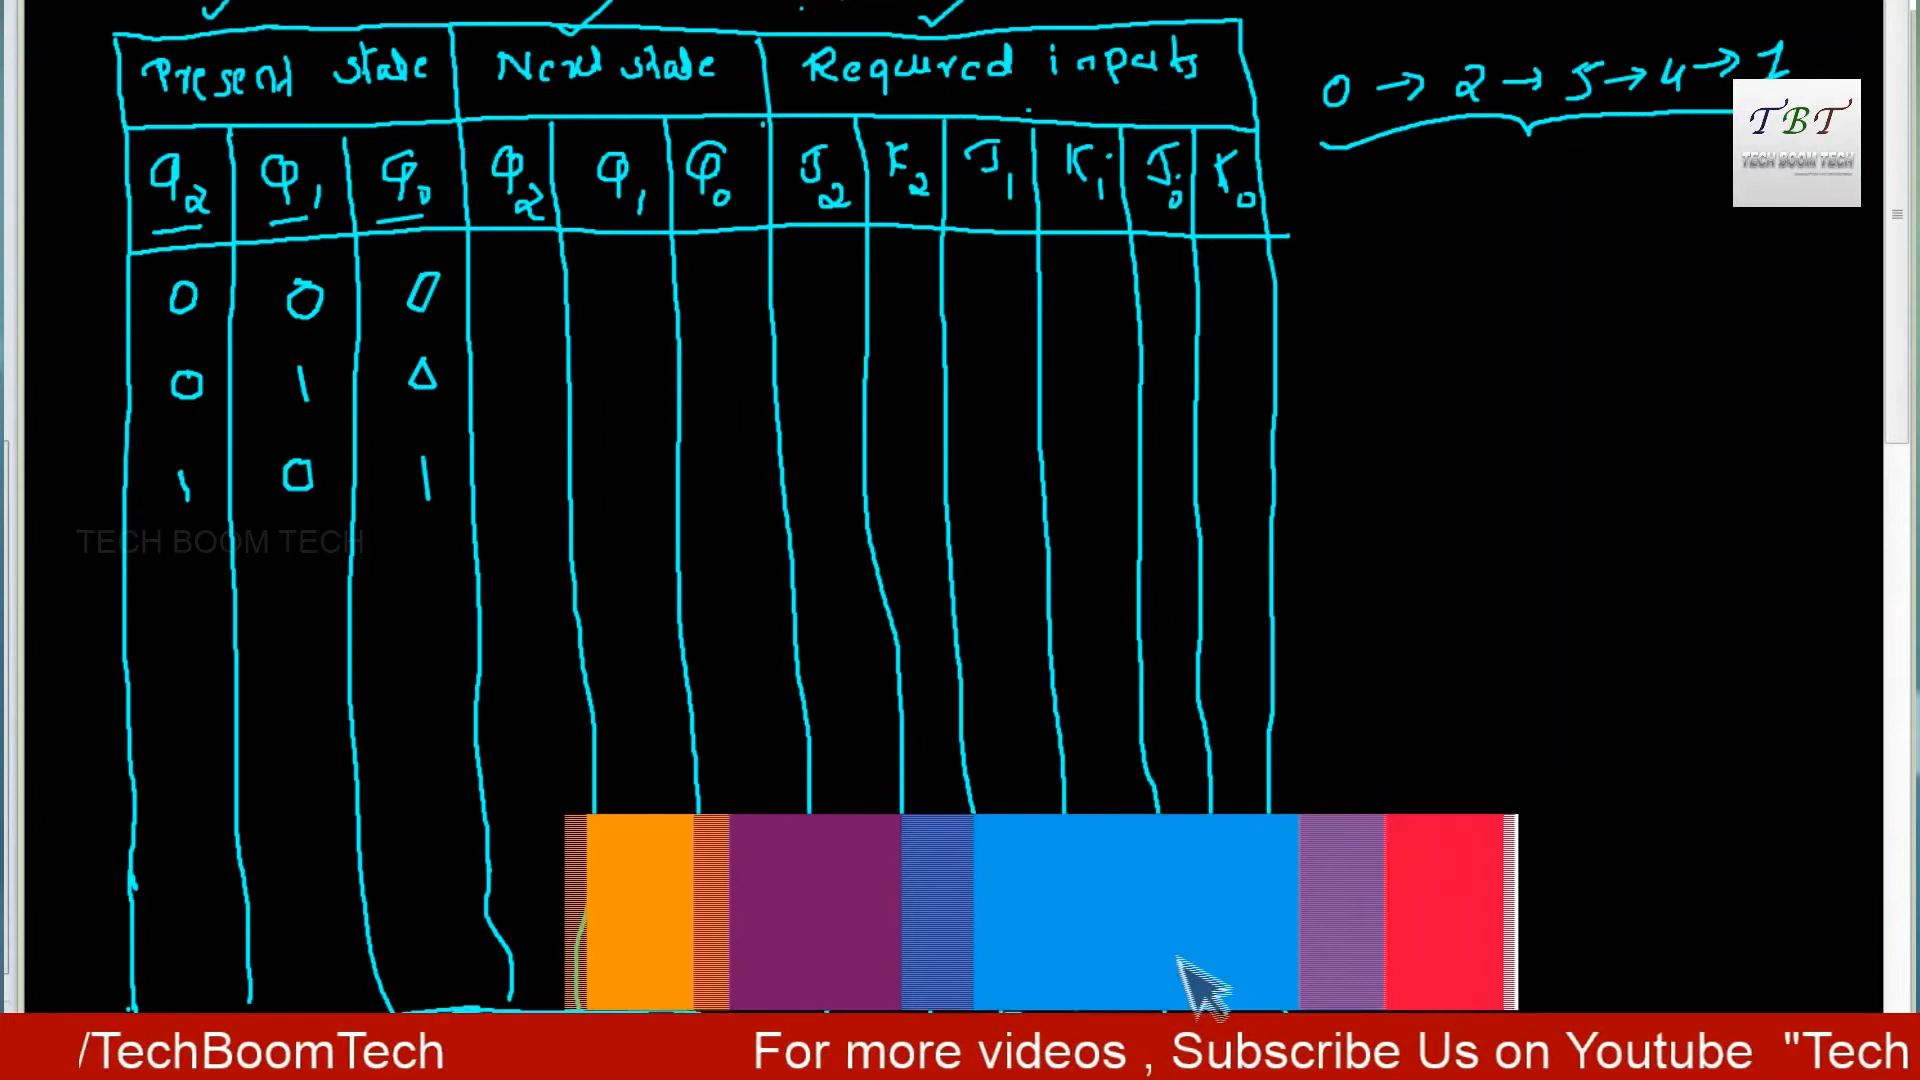 Present state Next state Required inputs
0 → 2 → 5 → 4 → 1
TBT
TECH BOOM TECH
Q2 Q1 Q0 Q2 Q1 Q0 J2 K2 J1 K1 J0 K0
0 0 0
0 1 0
1 0 1
TECH BOOM TECH
/TechBoomTech For more videos , Subscribe Us on Youtube "Tech